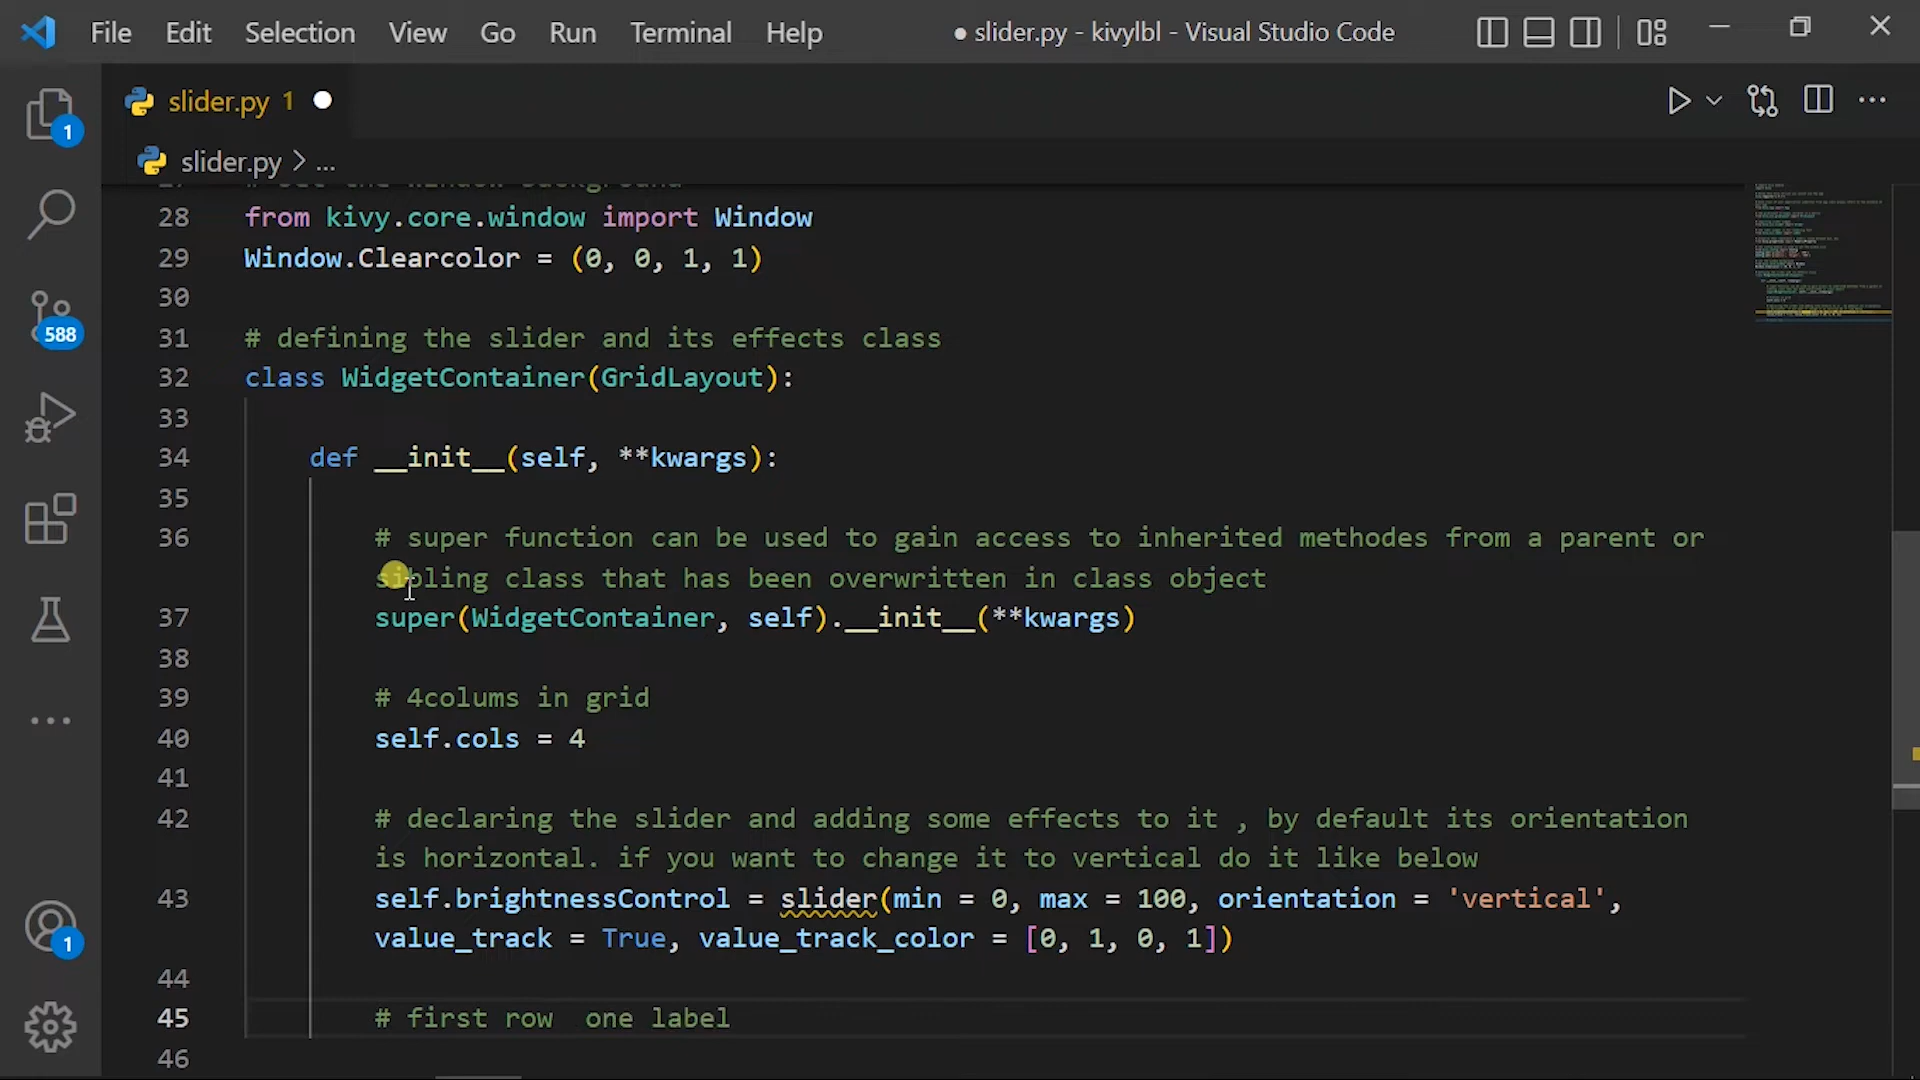 File Edit Selection View Go Run Terminal Help ● slider.py - kivylbl - Visual Studio Code
slider.py 1
slider.py > ...
28 from kivy.core.window import Window
29 Window.Clearcolor = (0, 0, 1, 1)
30
31 # defining the slider and its effects class
32 class WidgetContainer(GridLayout):
33
34 def __init__(self, **kwargs):
35
36 # super function can be used to gain access to inherited methodes from a parent or
sibling class that has been overwritten in class object
37 super(WidgetContainer, self).__init__(**kwargs)
38
39 # 4colums in grid
40 self.cols = 4
41
42 # declaring the slider and adding some effects to it , by default its orientation
is horizontal. if you want to change it to vertical do it like below
43 self.brightnessControl = slider(min = 0, max = 100, orientation = 'vertical',
value_track = True, value_track_color = [0, 1, 0, 1])
44
45 # first row  one label
46
1
588
1